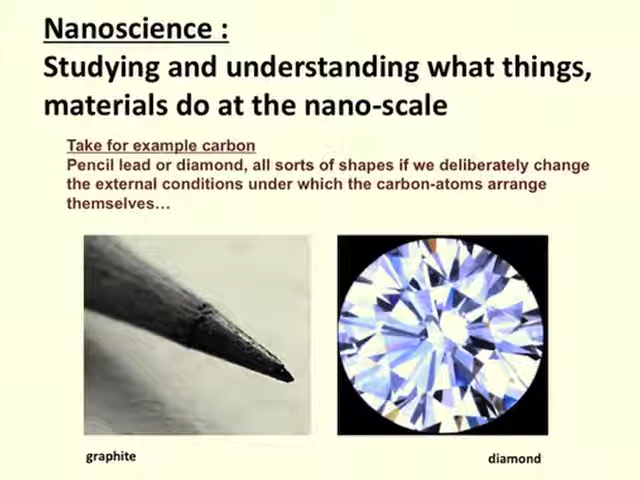 Nanoscience :
Studying and understanding what things,
materials do at the nano-scale
Take for example carbon
Pencil lead or diamond, all sorts of shapes if we deliberately change
the external conditions under which the carbon-atoms arrange
themselves…
graphite
diamond